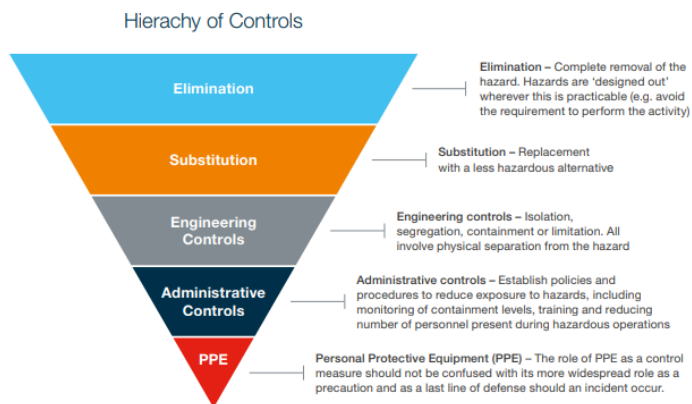 Hierachy of Controls
Elimination
Elimination – Complete removal of the
hazard. Hazards are ‘designed out’
wherever this is practicable (e.g. avoid
the requirement to perform the activity)
Substitution
Substitution – Replacement
with a less hazardous alternative
Engineering
Controls
Engineering controls – Isolation,
segregation, containment or limitation. All
involve physical separation from the hazard
Administrative
Controls
Administrative controls – Establish policies and
procedures to reduce exposure to hazards, including
monitoring of containment levels, training and reducing
number of personnel present during hazardous operations
PPE
Personal Protective Equipment (PPE) – The role of PPE as a control
measure should not be confused with its more widespread role as a
precaution and as a last line of defense should an incident occur.